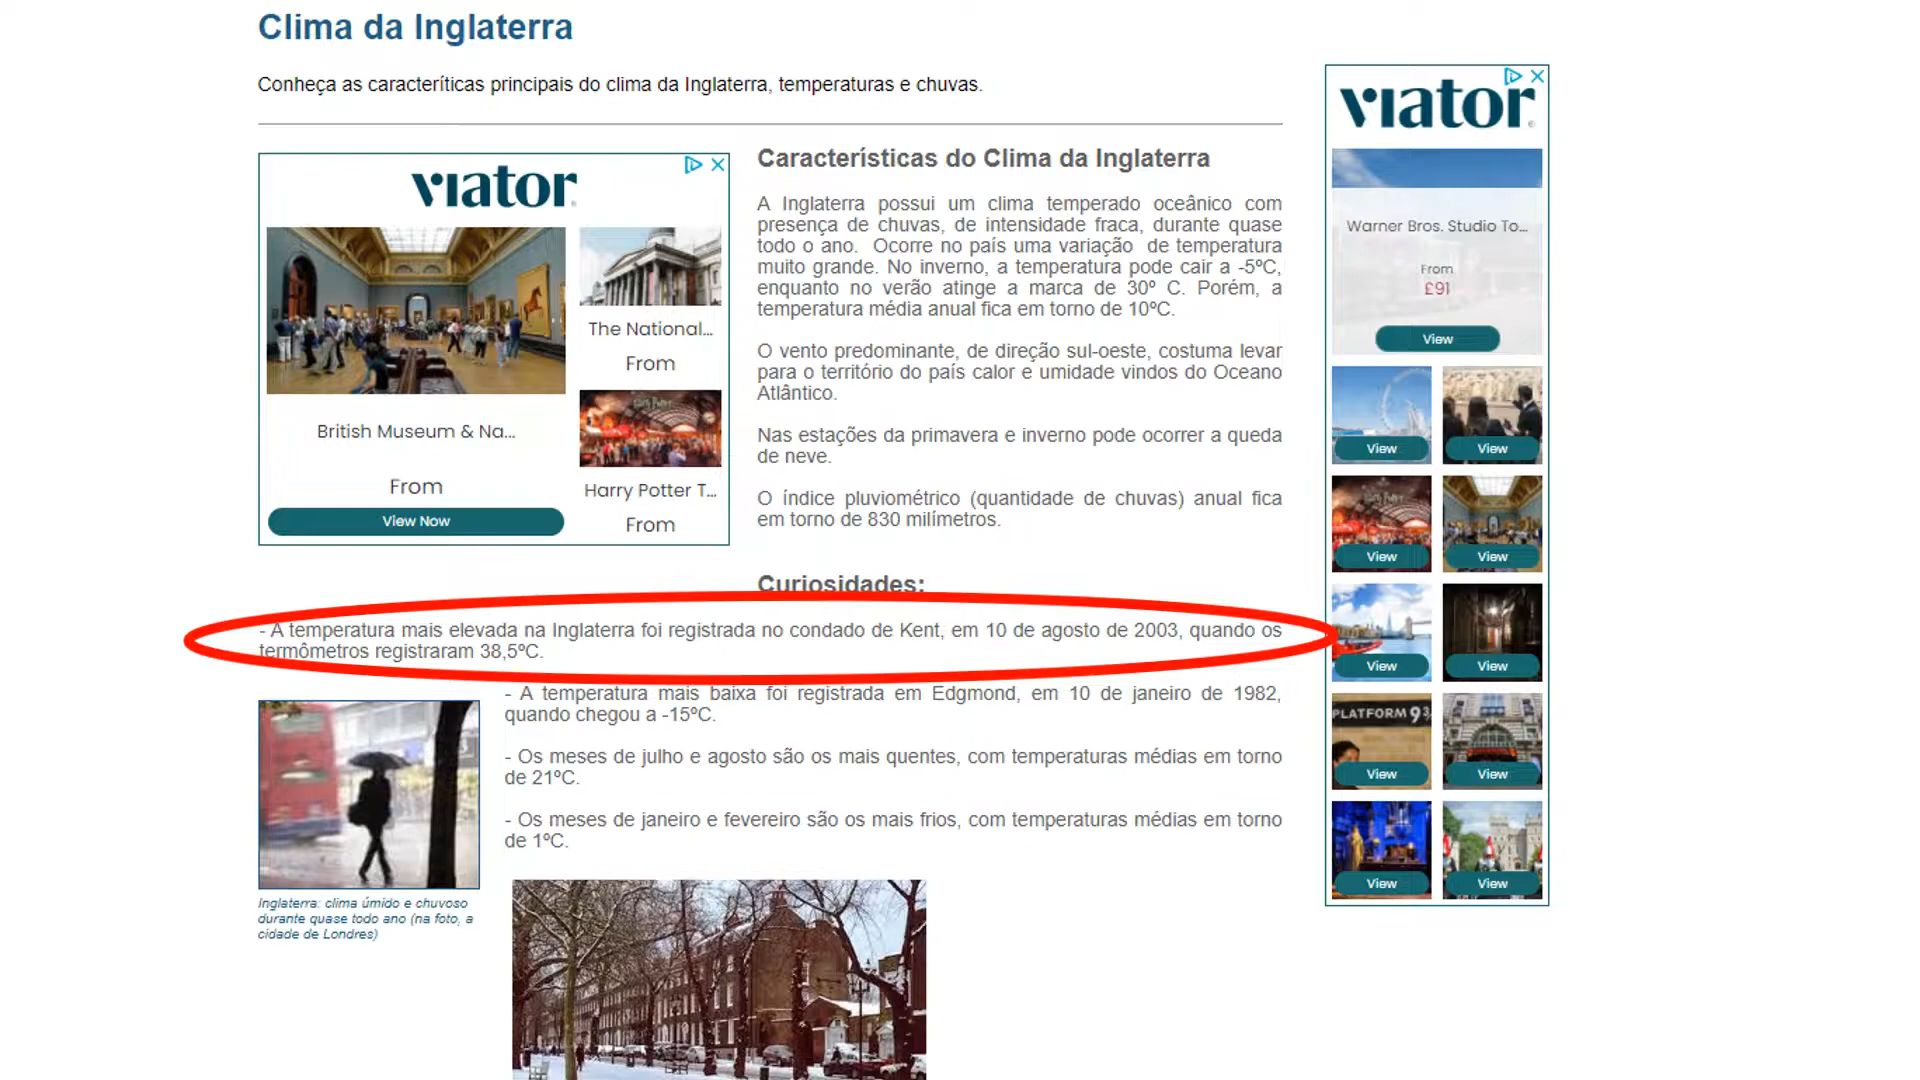 Clima da Inglaterra
Conheça as caracteríticas principais do clima da Inglaterra, temperaturas e chuvas.
viator
British Museum & Na...
From
View Now
The National...
From
Harry Potter T...
From
Características do Clima da Inglaterra
A Inglaterra possui um clima temperado oceânico com
presença de chuvas, de intensidade fraca, durante quase
todo o ano. Ocorre no país uma variação de temperatura
muito grande. No inverno, a temperatura pode cair a -5ºC,
enquanto no verão atinge a marca de 30º C. Porém, a
temperatura média anual fica em torno de 10ºC.
O vento predominante, de direção sul-oeste, costuma levar
para o território do país calor e umidade vindos do Oceano
Atlântico.
Nas estações da primavera e inverno pode ocorrer a queda
de neve.
O índice pluviométrico (quantidade de chuvas) anual fica
em torno de 830 milímetros.
Curiosidades:
- A temperatura mais elevada na Inglaterra foi registrada no condado de Kent, em 10 de agosto de 2003, quando os
termômetros registraram 38,5ºC.
- A temperatura mais baixa foi registrada em Edgmond, em 10 de janeiro de 1982,
quando chegou a -15ºC.
- Os meses de julho e agosto são os mais quentes, com temperaturas médias em torno
de 21ºC.
- Os meses de janeiro e fevereiro são os mais frios, com temperaturas médias em torno
de 1ºC.
Inglaterra: clima úmido e chuvoso
durante quase todo ano (na foto, a
cidade de Londres)
viator
Warner Bros. Studio To...
From
£91
View
View
View
View
View
View
View
PLATFORM 9¾
View
View
View
View